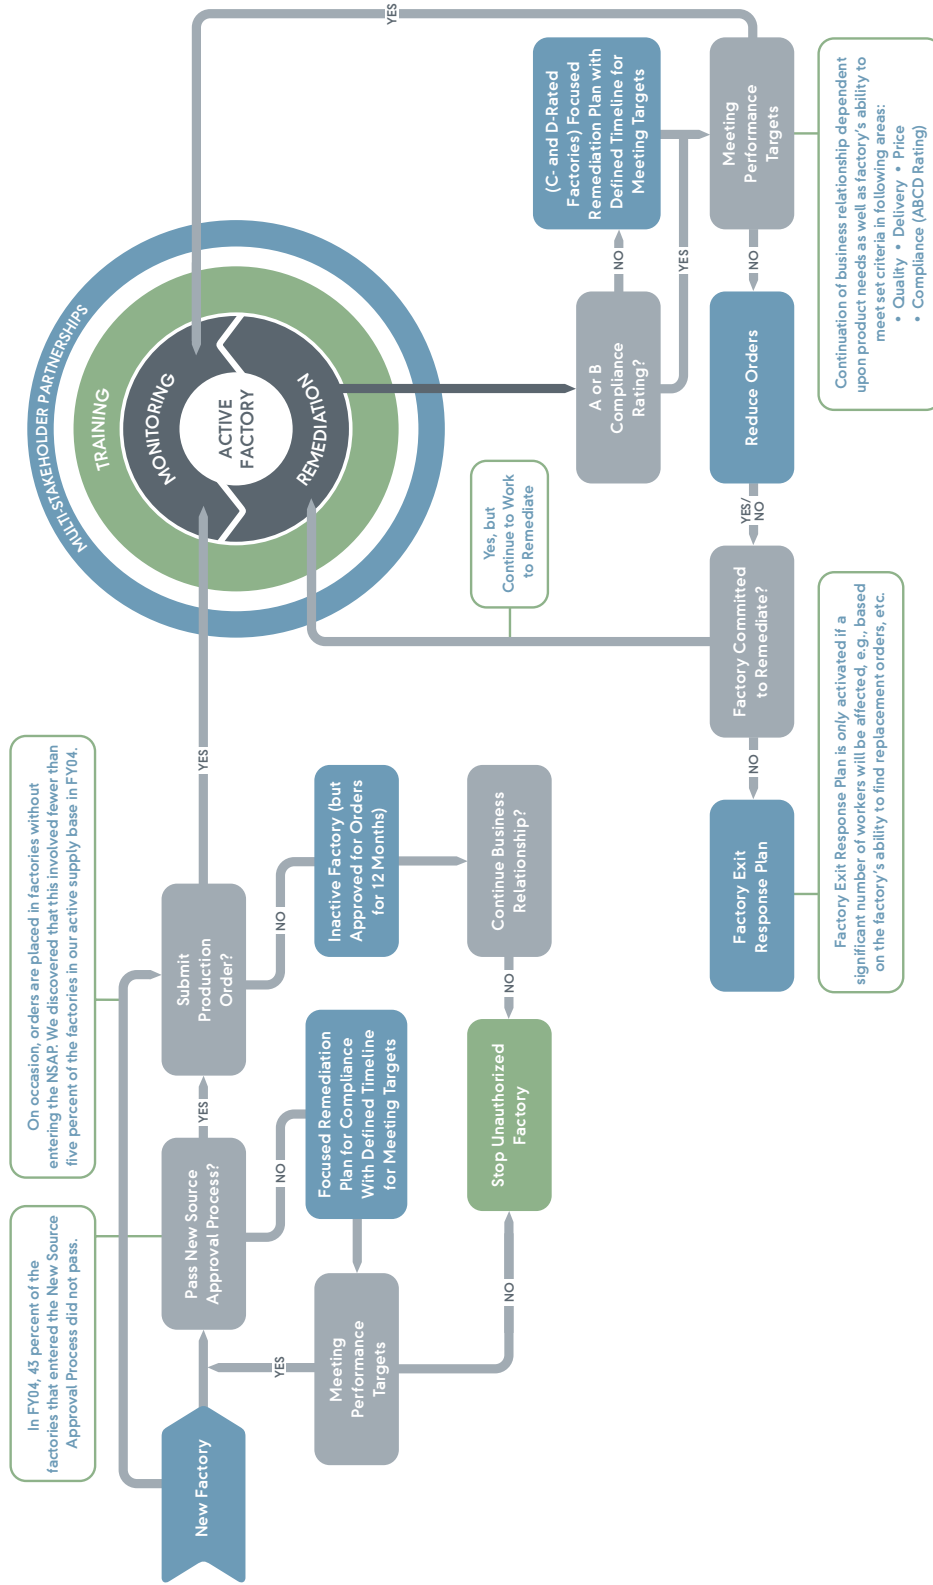 In FY04, 43 percent of the
factories that entered the New Source
Approval Process did not pass.
On occasion, orders are placed in factories without
entering the NSAP. We discovered that this involved fewer than
five percent of the factories in our active supply base in FY04.
New Factory
Pass New Source
Approval Process?
YES
Submit
Production
Order?
YES
MULTI-STAKEHOLDER PARTNERSHIPS
TRAINING
MONITORING
ACTIVE
FACTORY
REMEDIATION
YES
YES
NO
NO
Meeting
Performance
Targets
Focused Remediation
Plan for Compliance
With Defined Timeline
for Meeting Targets
Inactive Factory (but
Approved for Orders
for 12 Months)
NO
Stop Unauthorized
Factory
NO
Continue Business
Relationship?
Yes, but
Continue to Work
to Remediate
A or B
Compliance
Rating?
NO
YES
(C- and D-Rated
Factories) Focused
Remediation Plan with
Defined Timeline for
Meeting Targets
Factory Exit
Response Plan
NO
Factory Committed
to Remediate?
YES/
NO
Reduce Orders
NO
Meeting
Performance
Targets
Factory Exit Response Plan is only activated if a
significant number of workers will be affected, e.g., based
on the factory's ability to find replacement orders, etc.
Continuation of business relationship dependent
upon product needs as well as factory's ability to
meet set criteria in following areas:
• Quality • Delivery • Price
• Compliance (ABCD Rating)